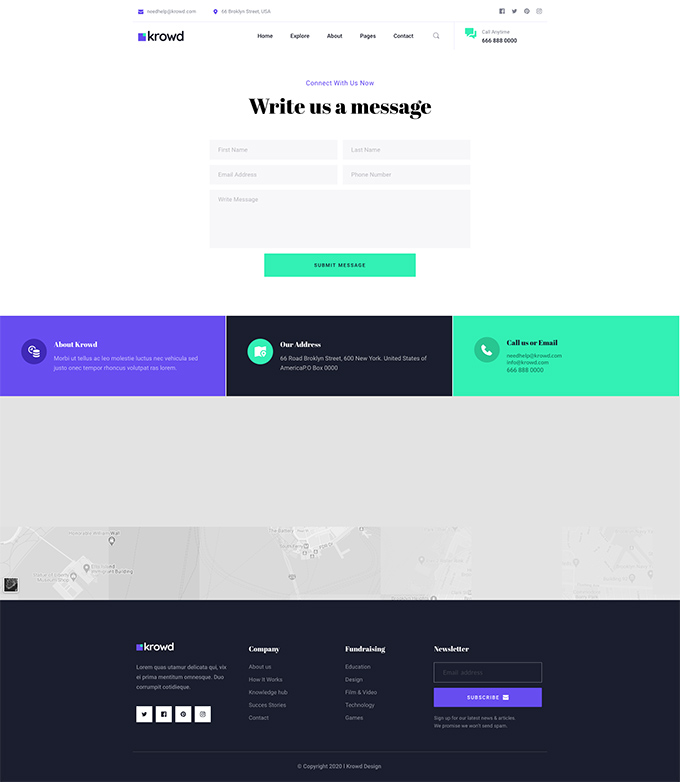 needhelp@krowd.com
66 Broklyn Street, USA
krowd
Home
Explore
About
Pages
Contact
Call Anytime
666 888 0000
Connect With Us Now
Write us a message
First Name
Last Name
Email Address
Phone Number
Write Message
SUBMIT MESSAGE
About Krowd
Morbi ut tellus ac leo molestie luctus nec vehicula sed
justo onec tempor rhoncus volutpat ras lorem.
Our Address
66 Road Broklyn Street, 600 New York. United States of
AmericaP.O Box 0000
Call us or Email
needhelp@krowd.com
info@krowd.com
666 888 0000
The Battery
krowd
Lorem quas utamur delicata qui, vix
ei prima mentitum omnesque. Duo
corrumpit cotidieque.
Company
About us
How It Works
Knowledge hub
Succes Stories
Contact
Fundraising
Education
Design
Film & Video
Technology
Games
Newsletter
Email address
SUBSCRIBE
Sign up for our latest news & articles.
We promise we won't send spam.
© Copyright 2020 I Krowd Design